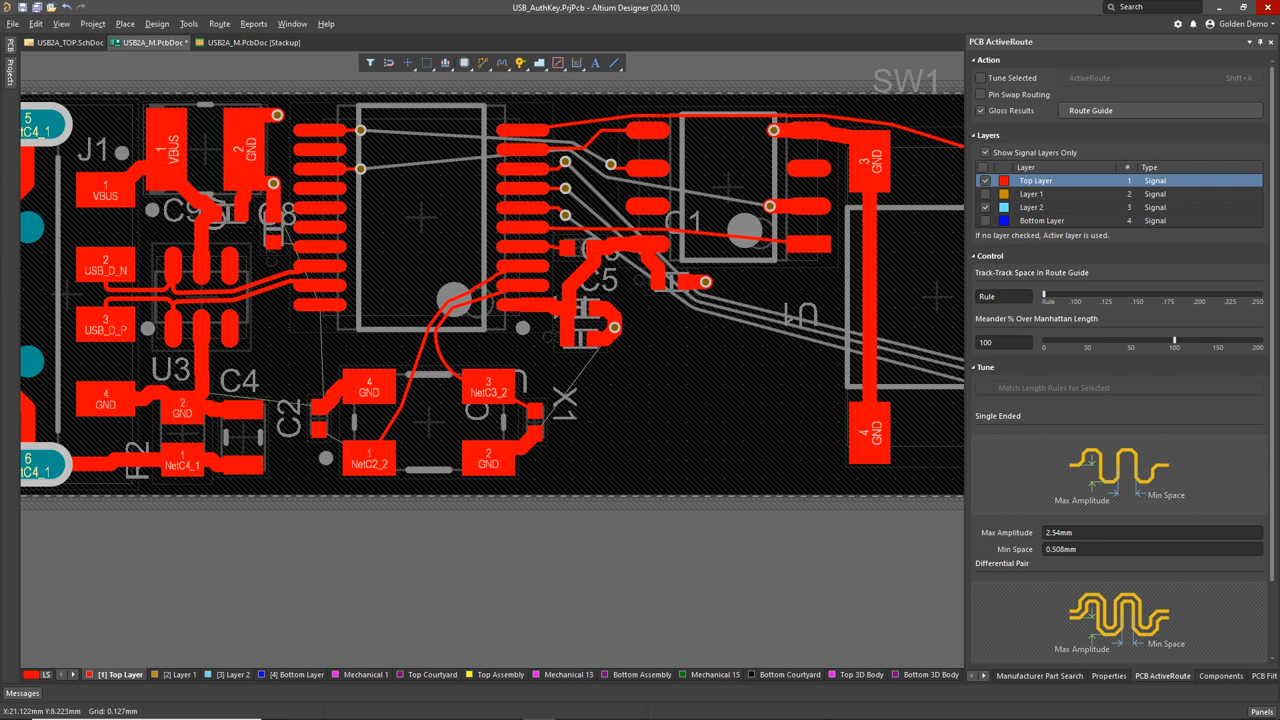 USB_AuthKey.PrjPcb - Altium Designer (20.0.10)
Search
File Edit View Project Place Design Tools Route Reports Window Help
Golden Demo
USB2A_TOP.SchDoc
USB2A_M.PcbDoc *
USB2A_M.PcbDoc [Stackup]
PCB
Projects
SW1
5
tC4_1
J1
1
VBUS
1
VBUS
2
GND
C8
C1
3
GND
2
USB_D_N
C5
U1
3
USB_D_P
U3
C4
4
GND
2
GND
C2
4
GND
3
NetC3_2
X1
4
GND
6
tC4_1
R2
1
NetC4_1
1
NetC2_2
2
GND
PCB ActiveRoute
Action
Tune Selected
ActiveRoute
Shift+A
Pin Swap Routing
Gloss Results
Route Guide
Layers
Show Signal Layers Only
Layer # Type
Top Layer 1 Signal
Layer 1 2 Signal
Layer 2 3 Signal
Bottom Layer 4 Signal
If no layer checked, Active layer is used.
Control
Track-Track Space In Route Guide
Rule
Rule .100 .125 .150 .175 .200 .225 .250
Meander % Over Manhattan Length
100
0 30 50 100 150 200
Tune
Match Length Rules for Selected
Single Ended
Max Amplitude
Min Space
Max Amplitude 2.54mm
Min Space 0.508mm
Differential Pair
Max Amplitude
Min Space
LS
[1] Top Layer
[2] Layer 1
[3] Layer 2
[4] Bottom Layer
Mechanical 1
Top Courtyard
Top Assembly
Mechanical 13
Bottom Assembly
Mechanical 15
Bottom Courtyard
Top 3D Body
Bottom 3D Body
Manufacturer Part Search
Properties
PCB ActiveRoute
Components
PCB Filt
Messages
X:21.122mm Y:8.223mm Grid: 0.127mm
Panels